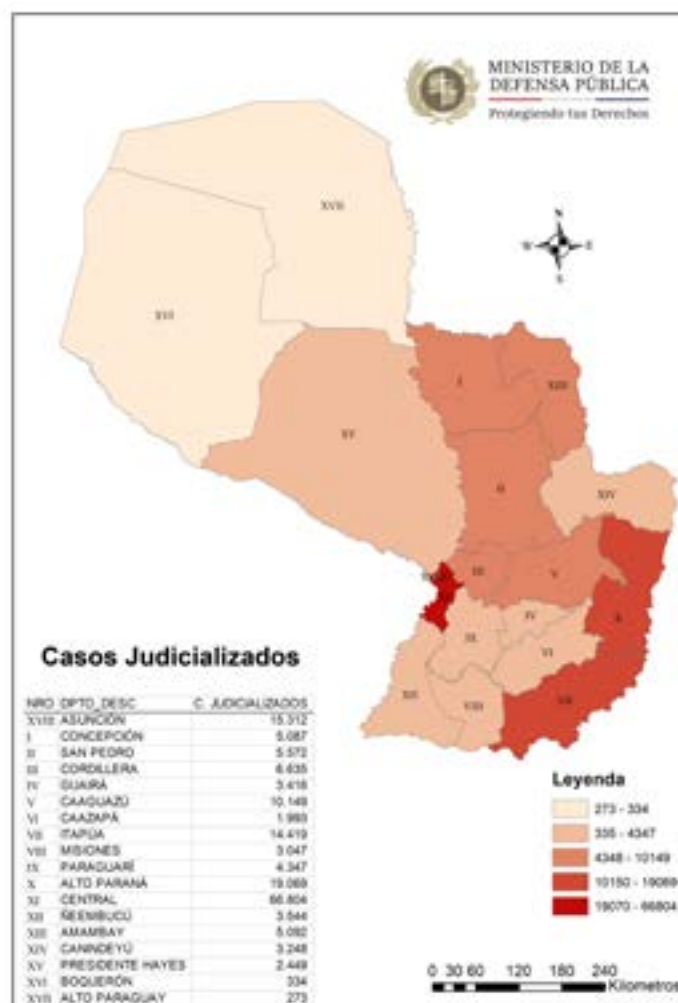 MINISTERIO DE LA
DEFENSA PÚBLICA
Protegiendo tus Derechos
N
W E
S
XVII
XVI
I
XIII
XV
II
XIV
III
V
IV
X
IX
VI
XII
VIII
VII
Casos Judicializados
NRO DPTO_DESC C. JUDICIALIZADOS
XVIII ASUNCIÓN 15.312
I CONCEPCIÓN 5.087
II SAN PEDRO 5.572
III CORDILLERA 6.635
IV GUAIRÁ 3.418
V CAAGUAZÚ 10.149
VI CAAZAPÁ 1.993
VII ITAPÚA 14.419
VIII MISIONES 3.047
IX PARAGUARÍ 4.347
X ALTO PARANÁ 19.069
XI CENTRAL 66.804
XII ÑEEMBUCÚ 3.544
XIII AMAMBAY 5.092
XIV CANINDEYÚ 3.248
XV PRESIDENTE HAYES 2.449
XVI BOQUERÓN 334
XVII ALTO PARAGUAY 273
Leyenda
273 - 334
335 - 4347
4348 - 10149
10150 - 19069
19070 - 66804
0 30 60 120 180 240
Kilometros